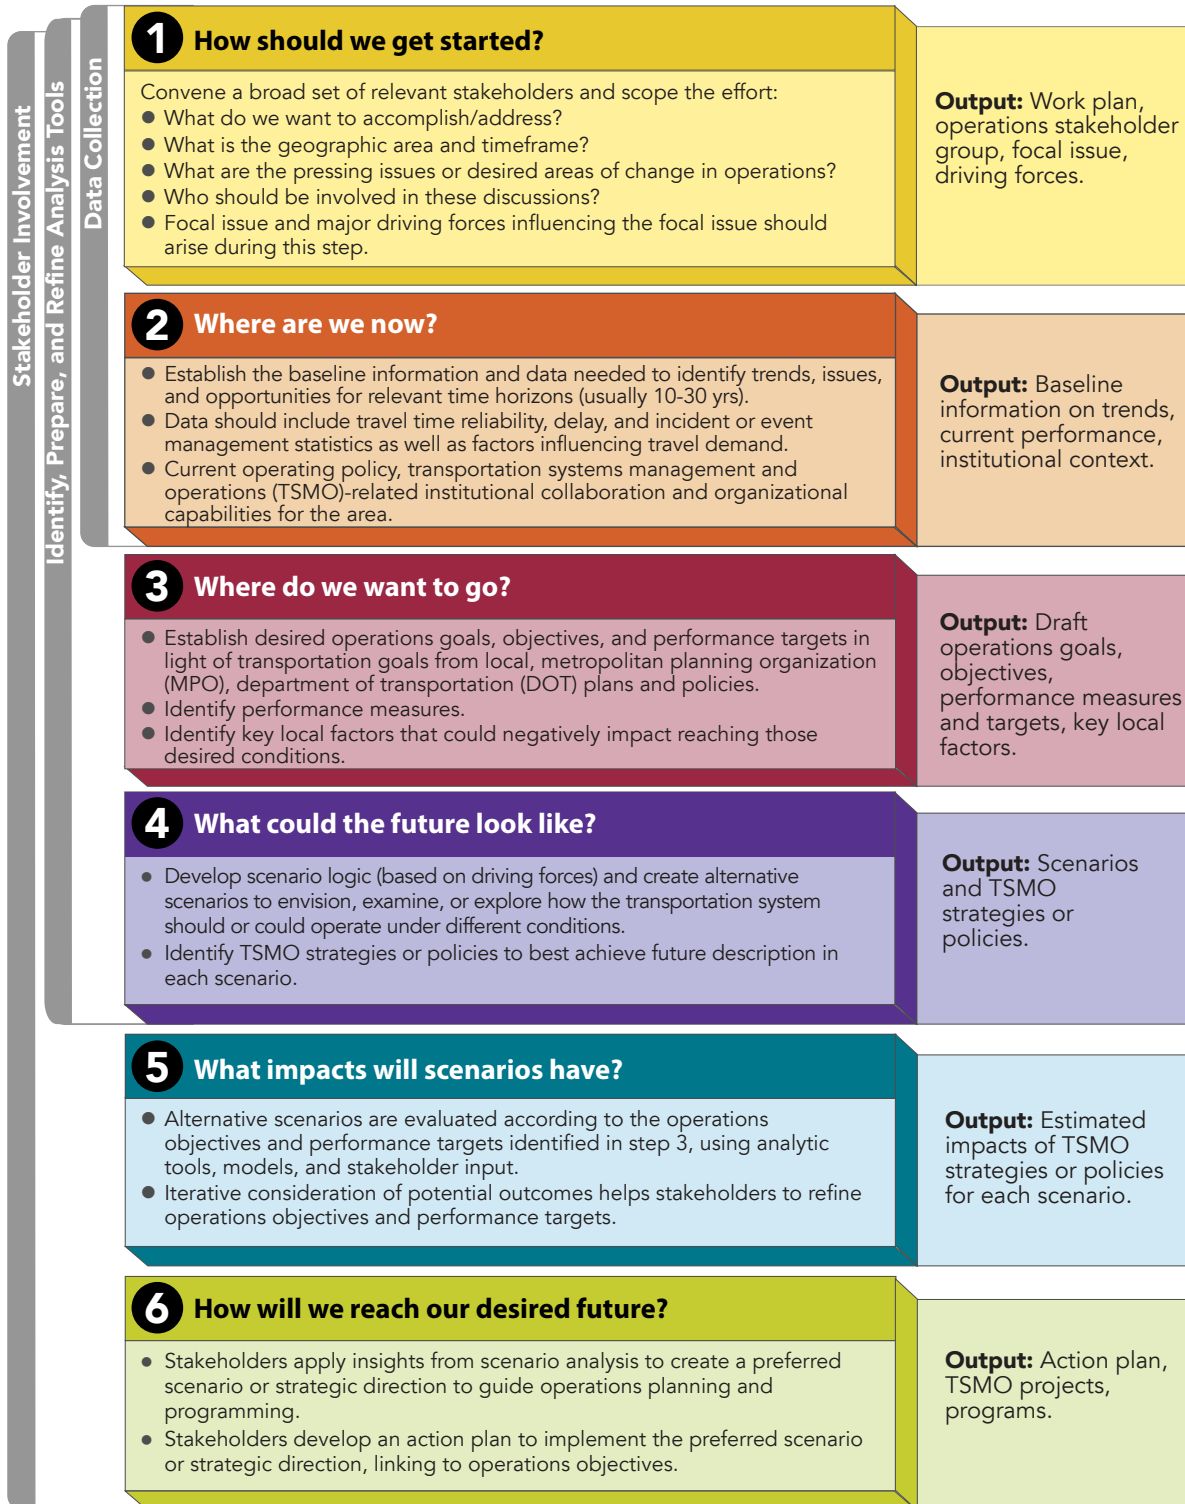 Stakeholder Involvement
Identify, Prepare, and Refine Analysis Tools
Data Collection
1 How should we get started?
Convene a broad set of relevant stakeholders and scope the effort:
● What do we want to accomplish/address?
● What is the geographic area and timeframe?
● What are the pressing issues or desired areas of change in operations?
● Who should be involved in these discussions?
● Focal issue and major driving forces influencing the focal issue should
arise during this step.
Output: Work plan,
operations stakeholder
group, focal issue,
driving forces.
2 Where are we now?
● Establish the baseline information and data needed to identify trends, issues,
and opportunities for relevant time horizons (usually 10-30 yrs).
● Data should include travel time reliability, delay, and incident or event
management statistics as well as factors influencing travel demand.
● Current operating policy, transportation systems management and
operations (TSMO)-related institutional collaboration and organizational
capabilities for the area.
Output: Baseline
information on trends,
current performance,
institutional context.
3 Where do we want to go?
● Establish desired operations goals, objectives, and performance targets in
light of transportation goals from local, metropolitan planning organization
(MPO), department of transportation (DOT) plans and policies.
● Identify performance measures.
● Identify key local factors that could negatively impact reaching those
desired conditions.
Output: Draft
operations goals,
objectives,
performance measures
and targets, key local
factors.
4 What could the future look like?
● Develop scenario logic (based on driving forces) and create alternative
scenarios to envision, examine, or explore how the transportation system
should or could operate under different conditions.
● Identify TSMO strategies or policies to best achieve future description in
each scenario.
Output: Scenarios
and TSMO
strategies or
policies.
5 What impacts will scenarios have?
● Alternative scenarios are evaluated according to the operations
objectives and performance targets identified in step 3, using analytic
tools, models, and stakeholder input.
● Iterative consideration of potential outcomes helps stakeholders to refine
operations objectives and performance targets.
Output: Estimated
impacts of TSMO
strategies or policies
for each scenario.
6 How will we reach our desired future?
● Stakeholders apply insights from scenario analysis to create a preferred
scenario or strategic direction to guide operations planning and
programming.
● Stakeholders develop an action plan to implement the preferred scenario
or strategic direction, linking to operations objectives.
Output: Action plan,
TSMO projects,
programs.